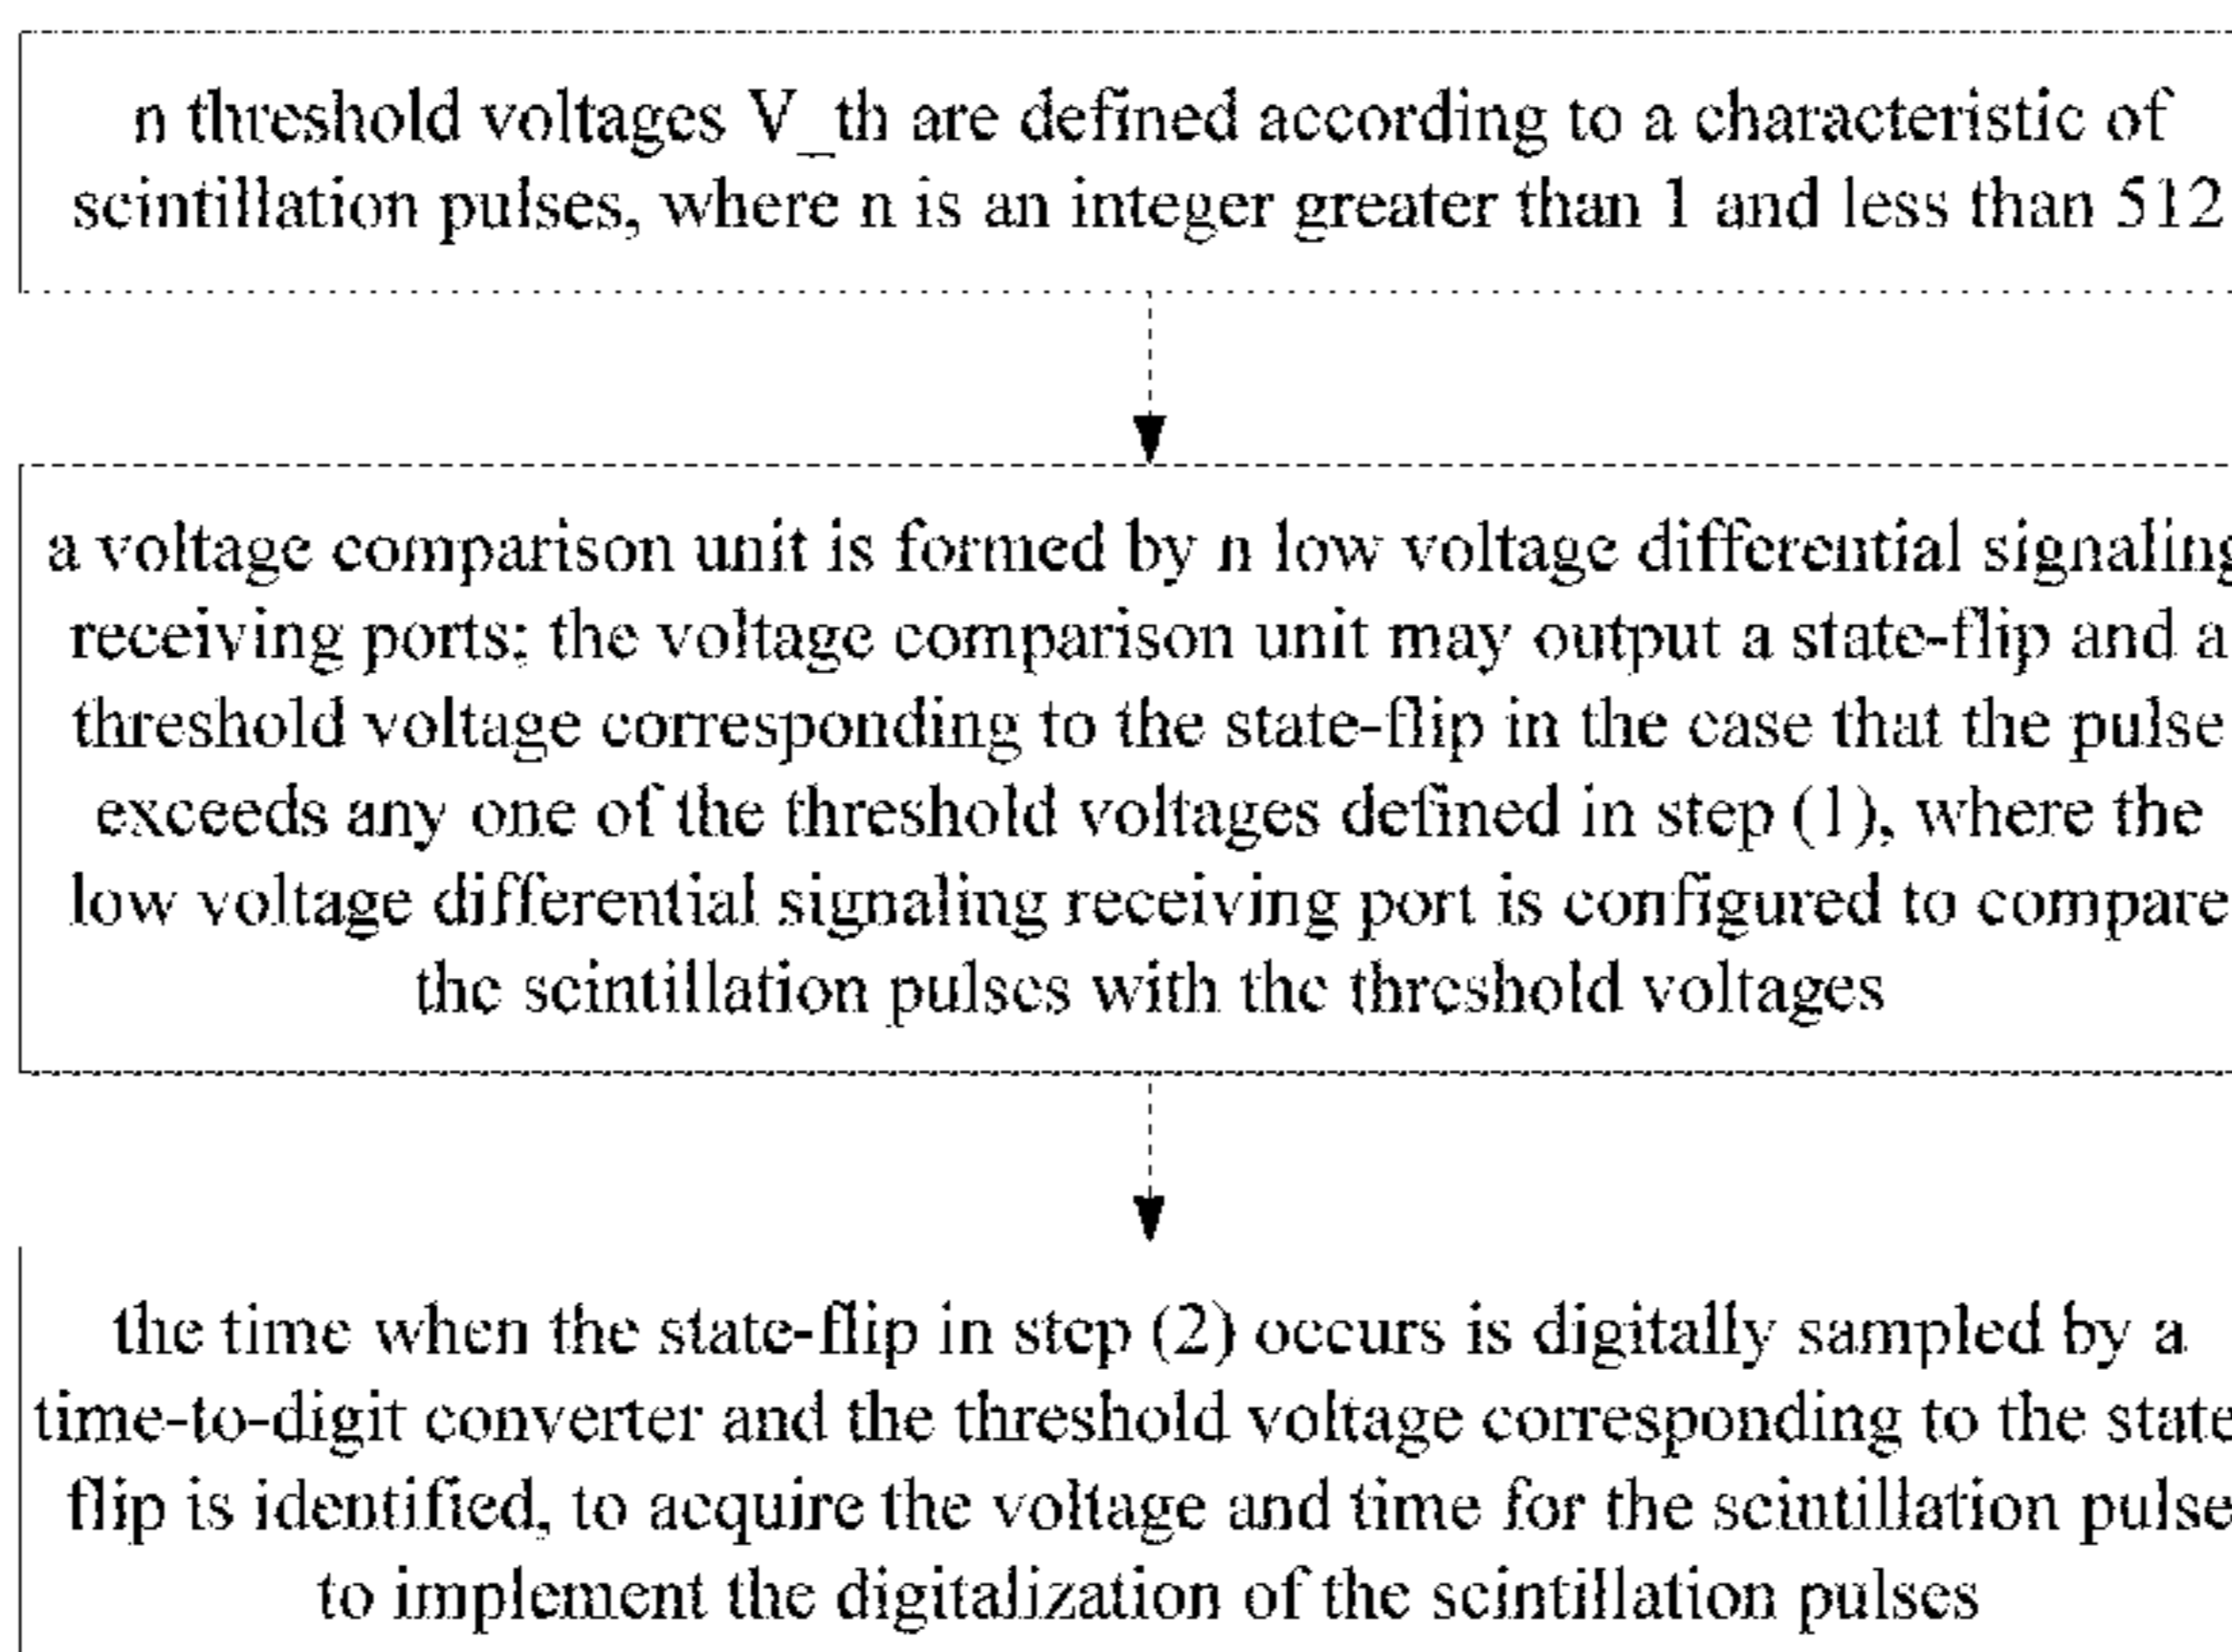 n threshold voltages V_th are defined according to a characteristic of
scintillation pulses, where n is an integer greater than 1 and less than 512
a voltage comparison unit is formed by n low voltage differential signaling
receiving ports; the voltage comparison unit may output a state-flip and a
threshold voltage corresponding to the state-flip in the case that the pulse
exceeds any one of the threshold voltages defined in step (1), where the
low voltage differential signaling receiving port is configured to compare
the scintillation pulses with the threshold voltages
the time when the state-flip in step (2) occurs is digitally sampled by a
time-to-digit converter and the threshold voltage corresponding to the state
flip is identified, to acquire the voltage and time for the scintillation pulse
to implement the digitalization of the scintillation pulses